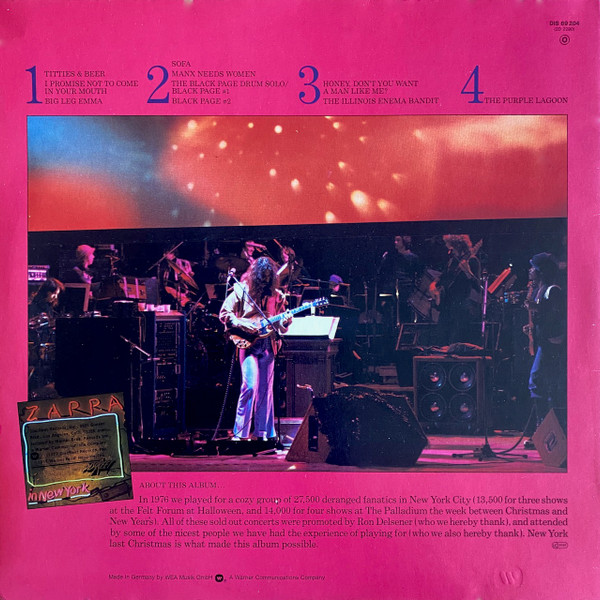 DIS 69 204
1
TITTIES & BEER
I PROMISE NOT TO COME
IN YOUR MOUTH
BIG LEG EMMA
2
SOFA
MANX NEEDS WOMEN
THE BLACK PAGE DRUM SOLO/
BLACK PAGE #1
BLACK PAGE #2
3
HONEY, DON'T YOU WANT
A MAN LIKE ME?
THE ILLINOIS ENEMA BANDIT
4
THE PURPLE LAGOON
ZAPPA
in New York
ABOUT THIS ALBUM...
In 1976 we played for a cozy group of 27,500 deranged fanatics in New York City (13,500 for three shows
at the Felt Forum at Halloween, and 14,000 for four shows at The Palladium the week between Christmas and
New Year's). All of these sold out concerts were promoted by Ron Delsener (who we hereby thank), and attended
by some of the nicest people we have had the experience of playing for (who we also hereby thank). New York
last Christmas is what made this album possible.
Made in Germany by WEA Musik GmbH. A Warner Communications Company